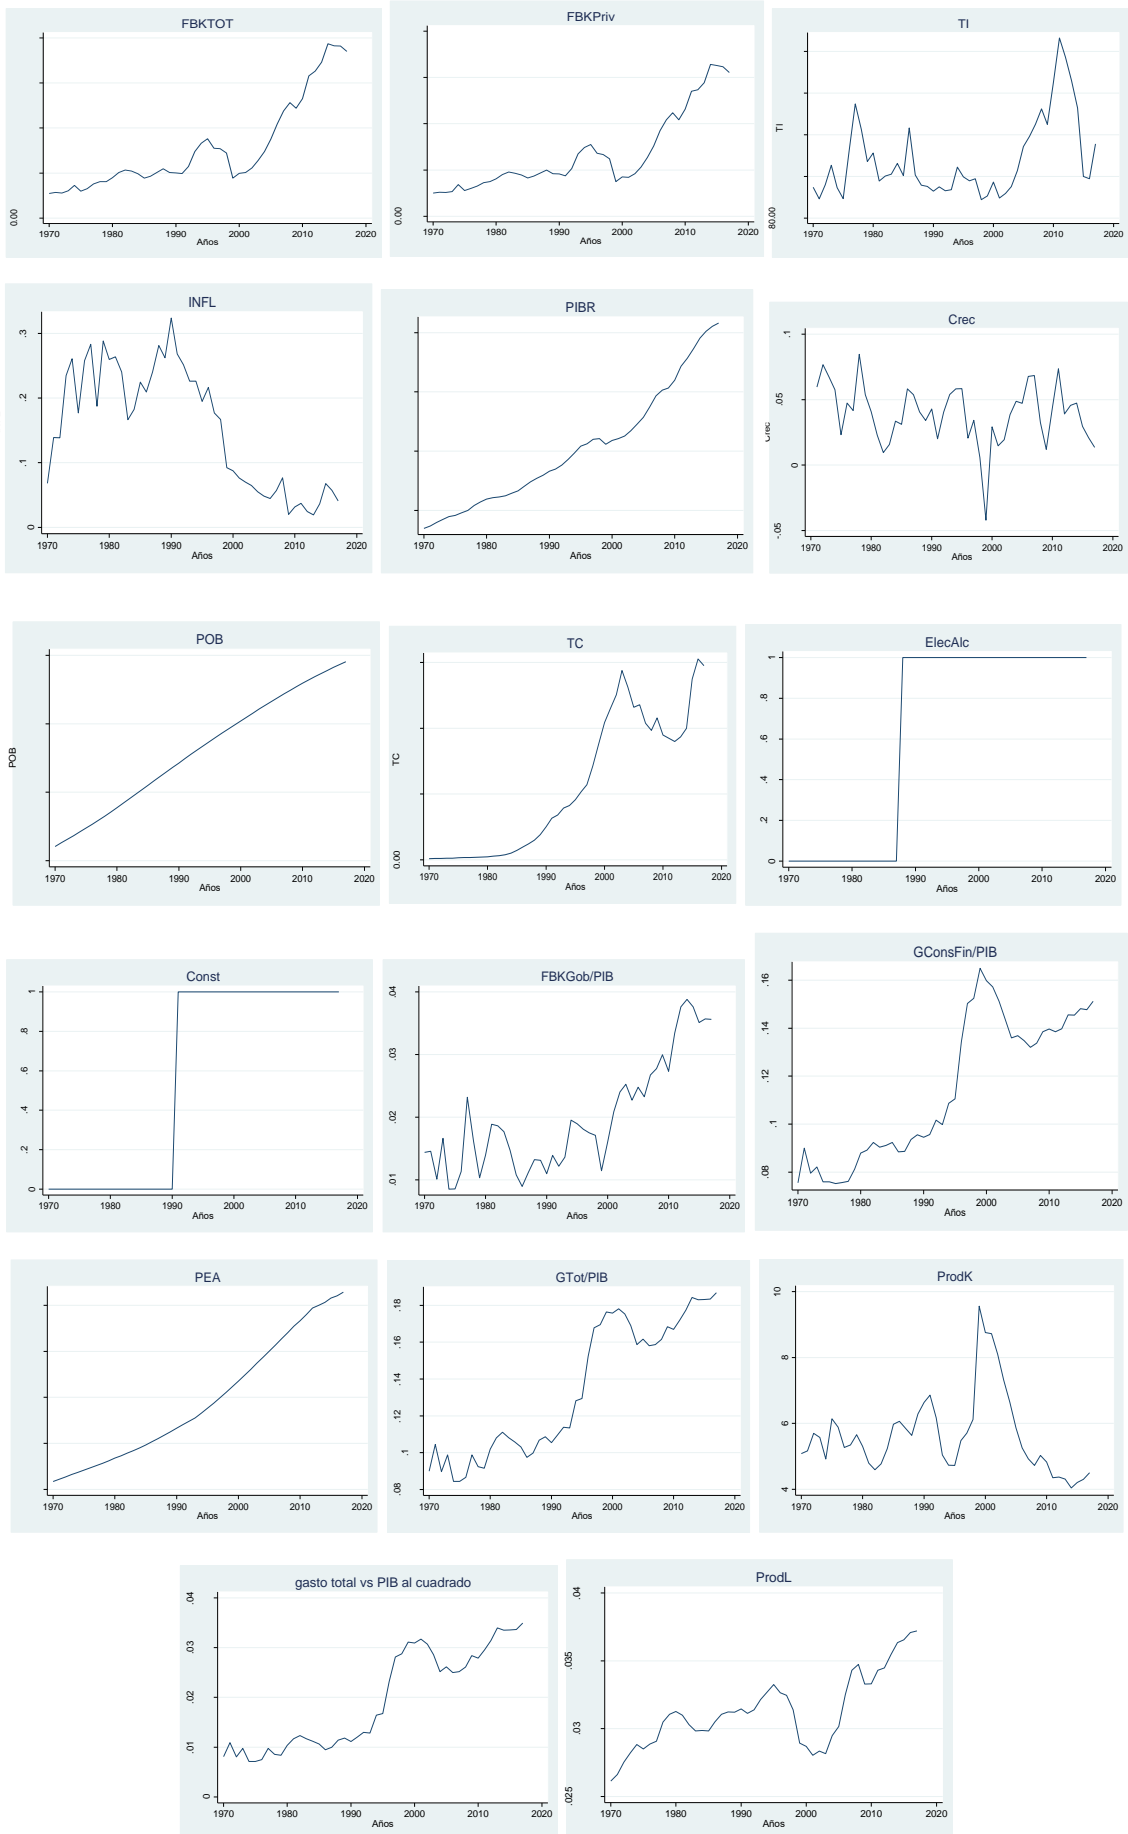 FBKTOT
0.00
1970 1980 1990 2000 2010 2020
Años
FBKPriv
0.00
1970 1980 1990 2000 2010 2020
Años
TI
TI
80.00
1970 1980 1990 2000 2010 2020
Años
INFL
.3
.2
.1
0
1970 1980 1990 2000 2010 2020
Años
PIBR
1970 1980 1990 2000 2010 2020
Años
Crec
Crec
.1
.05
0
-.05
1970 1980 1990 2000 2010 2020
Años
POB
POB
1970 1980 1990 2000 2010 2020
Años
TC
TC
0.00
1970 1980 1990 2000 2010 2020
Años
ElecAlc
1
.8
.6
.4
.2
0
1970 1980 1990 2000 2010 2020
Años
Const
1
.8
.6
.4
.2
0
1970 1980 1990 2000 2010 2020
Años
FBKGob/PIB
.04
.03
.02
.01
1970 1980 1990 2000 2010 2020
Años
GConsFin/PIB
.16
.14
.12
.1
.08
1970 1980 1990 2000 2010 2020
Años
PEA
1970 1980 1990 2000 2010 2020
Años
GTot/PIB
.18
.16
.14
.12
.1
.08
1970 1980 1990 2000 2010 2020
Años
ProdK
10
8
6
4
1970 1980 1990 2000 2010 2020
Años
gasto total vs PIB al cuadrado
.04
.03
.02
.01
0
1970 1980 1990 2000 2010 2020
Años
ProdL
.04
.035
.03
.025
1970 1980 1990 2000 2010 2020
Años